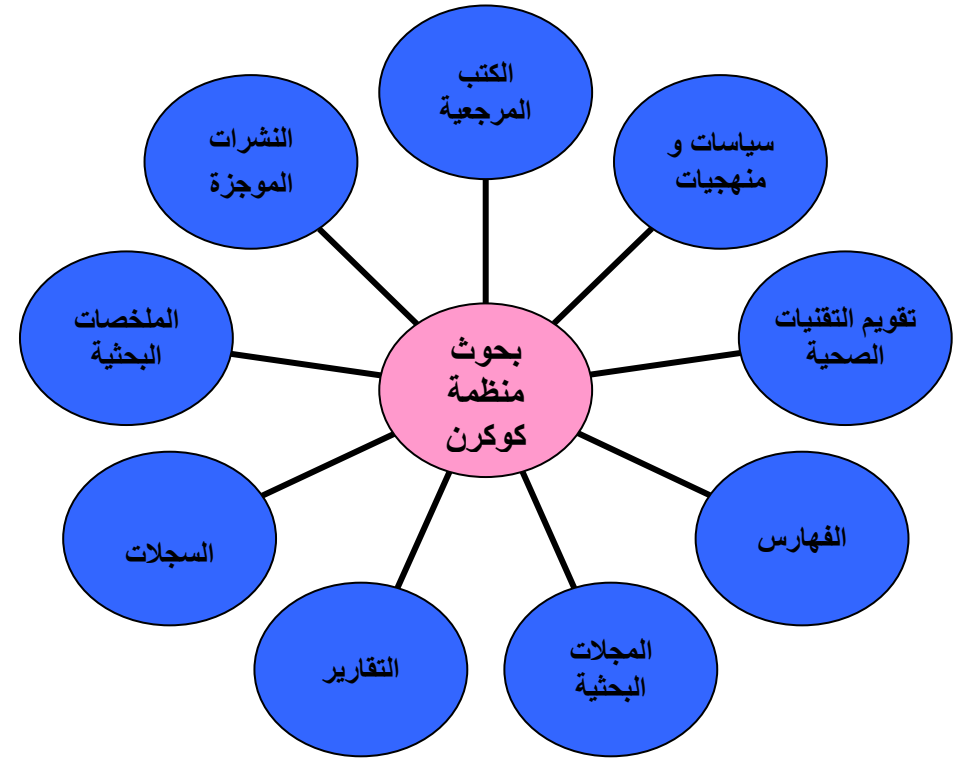 الكتب
المرجعية
سياسات و
منهجيات
النشرات
الموجزة
تقويم التقنيات
الصحية
الملخصات
البحثية
بحوث
منظمة
كوكرن
الفهارس
السجلات
المجلات
البحثية
التقارير